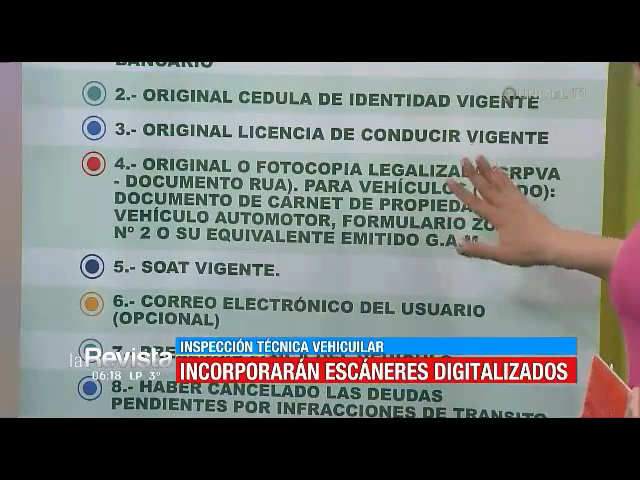 BANCARIO
2.- ORIGINAL CEDULA DE IDENTIDAD VIGENTE
3.- ORIGINAL LICENCIA DE CONDUCIR VIGENTE
4.- ORIGINAL O FOTOCOPIA LEGALIZADA
- DOCUMENTO RUA). PARA VEHÍCULOS
DOCUMENTO DE CARNET DE PROPIEDAD
VEHÍCULO AUTOMOTOR, FORMULARIO
Nº 2 O SU EQUIVALENTE EMITIDO G.A.M.
5.- SOAT VIGENTE.
6.- CORREO ELECTRÓNICO DEL USUARIO
(OPCIONAL)
8.- HABER CANCELADO LAS DEUDAS
PENDIENTES POR INFRACCIONES DE TRANSITO
la Revista
06:18 LP. 3°
INSPECCIÓN TÉCNICA VEHICUILAR
INCORPORARÁN ESCÁNERES DIGITALIZADOS